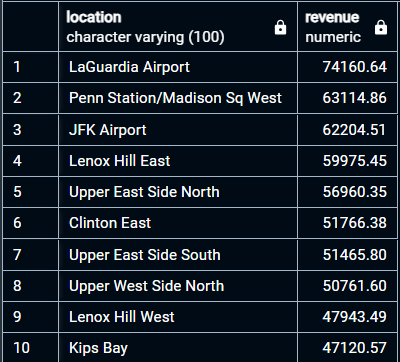 location revenue
character varying (100) numeric
1 LaGuardia Airport 74160.64
2 Penn Station/Madison Sq West 63114.86
3 JFK Airport 62204.51
4 Lenox Hill East 59975.45
5 Upper East Side North 56960.35
6 Clinton East 51766.38
7 Upper East Side South 51465.80
8 Upper West Side North 50761.60
9 Lenox Hill West 47943.49
10 Kips Bay 47120.57